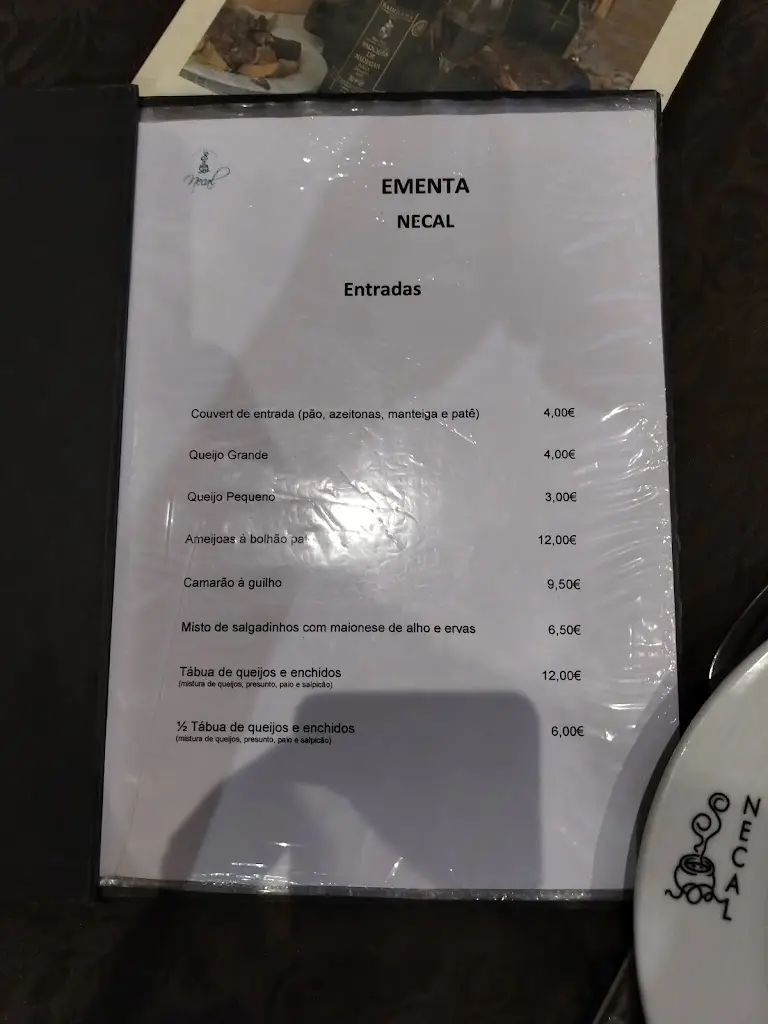 Necal
EMENTA
NECAL
Entradas
Couvert de entrada (pão, azeitonas, manteiga e patê) 4,00€
Queijo Grande 4,00€
Queijo Pequeno 3,00€
Ameijoas à bolhão 12,00€
Camarão à guilho 9,50€
Misto de salgadinhos com maionese de alho e ervas 6,50€
Tábua de queijos e enchidos 12,00€
(mistura de queijos, presunto, paio e salpicão)
½ Tábua de queijos e enchidos 6,00€
(mistura de queijos, presunto, paio e salpicão)
NECAL